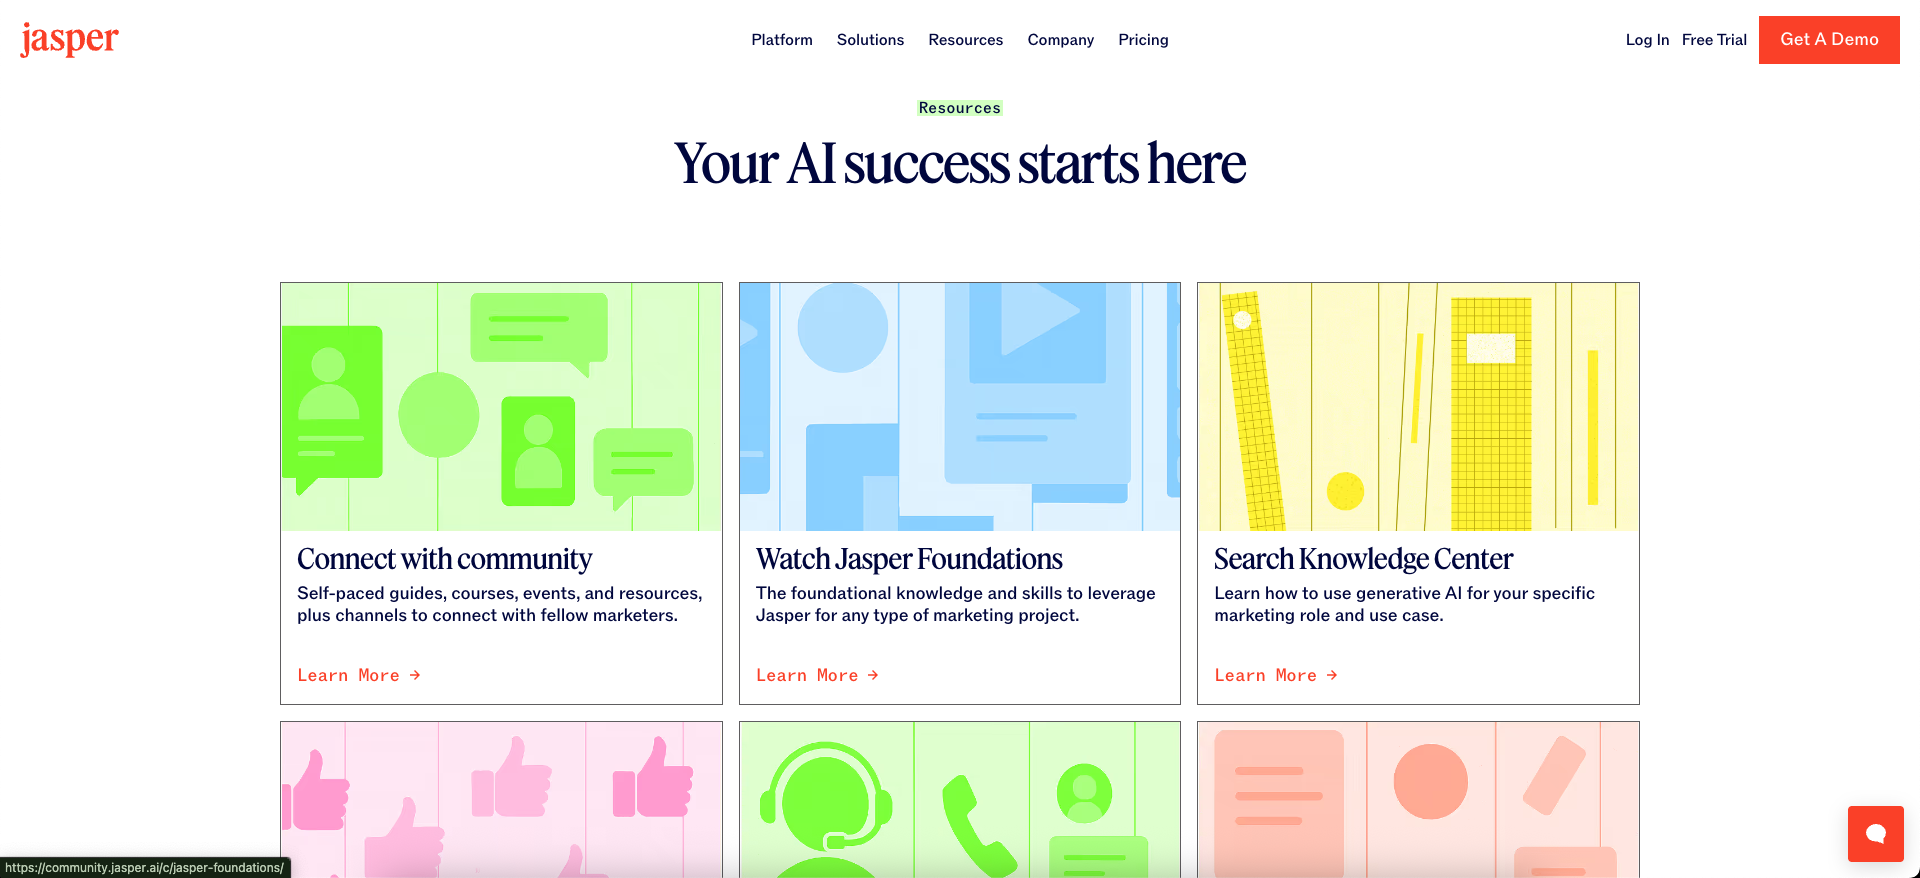 jasper
Platform Solutions Resources Company Pricing
Log In Free Trial Get A Demo
Resources
Your AI success starts here
Connect with community
Self-paced guides, courses, events, and resources,
plus channels to connect with fellow marketers.
Learn More →
Watch Jasper Foundations
The foundational knowledge and skills to leverage
Jasper for any type of marketing project.
Learn More →
Search Knowledge Center
Learn how to use generative AI for your specific
marketing role and use case.
Learn More →
https://community.jasper.ai/c/jasper-foundations/